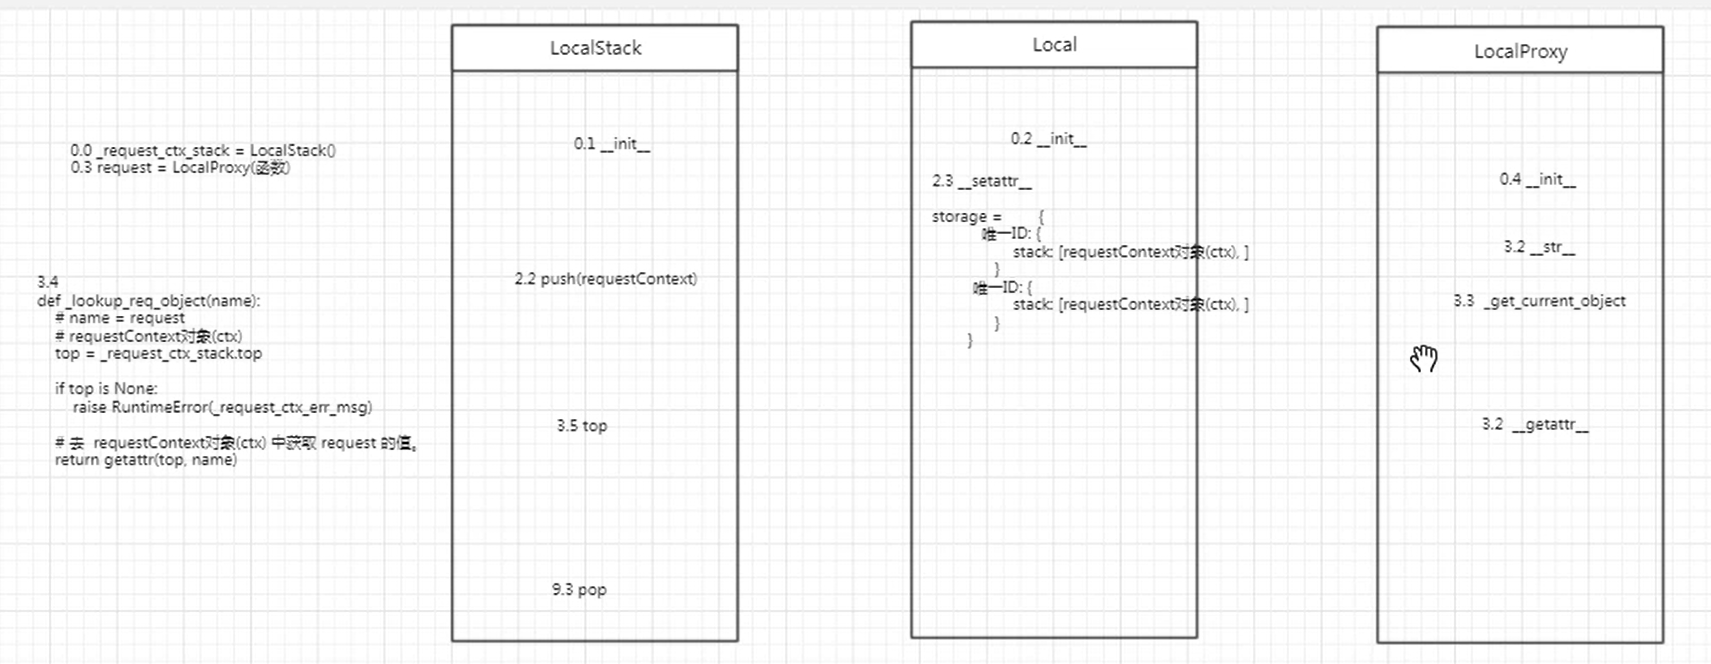 0.0 _request_ctx_stack = LocalStack()
0.3 request = LocalProxy(函数)
3.4
def _lookup_req_object(name):
# name = request
# requestContext对象(ctx)
top = _request_ctx_stack.top
if top is None:
raise RuntimeError(_request_ctx_err_msg)
# 去 requestContext对象(ctx) 中获取 request 的值。
return getattr(top, name)
LocalStack
0.1 __init__
2.2 push(requestContext)
3.5 top
9.3 pop
Local
0.2 __init__
2.3 __setattr__
storage = {
唯一ID: {
stack: [requestContext对象(ctx), ]
}
唯一ID: {
stack: [requestContext对象(ctx), ]
}
}
LocalProxy
0.4 __init__
3.2 __str__
3.3 _get_current_object
3.2 __getattr__